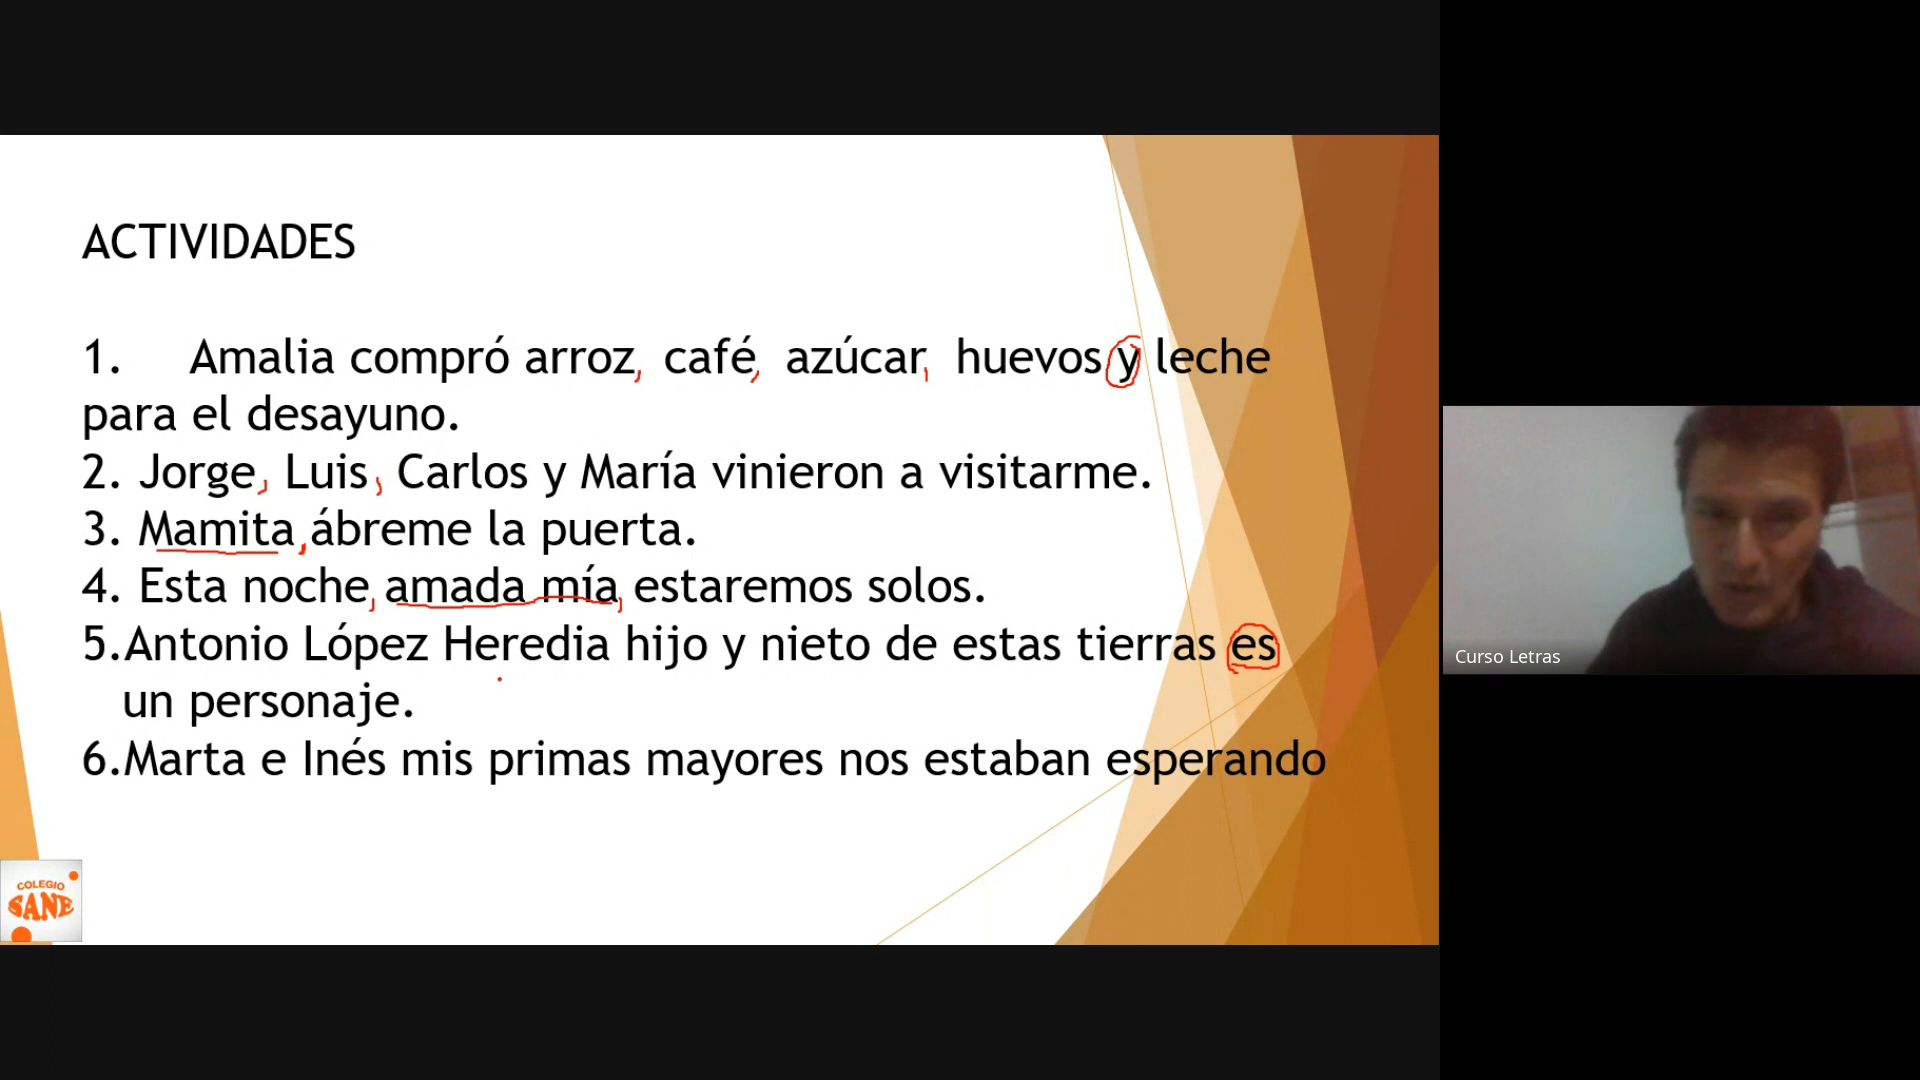 ACTIVIDADES
1. Amalia compró arroz, café, azúcar, huevos y leche
para el desayuno.
2. Jorge, Luis, Carlos y María vinieron a visitarme.
3. Mamita, ábreme la puerta.
4. Esta noche, amada mía, estaremos solos.
5.Antonio López Heredia hijo y nieto de estas tierras es
un personaje.
6.Marta e Inés mis primas mayores nos estaban esperando
COLEGIO
SANE
Curso Letras